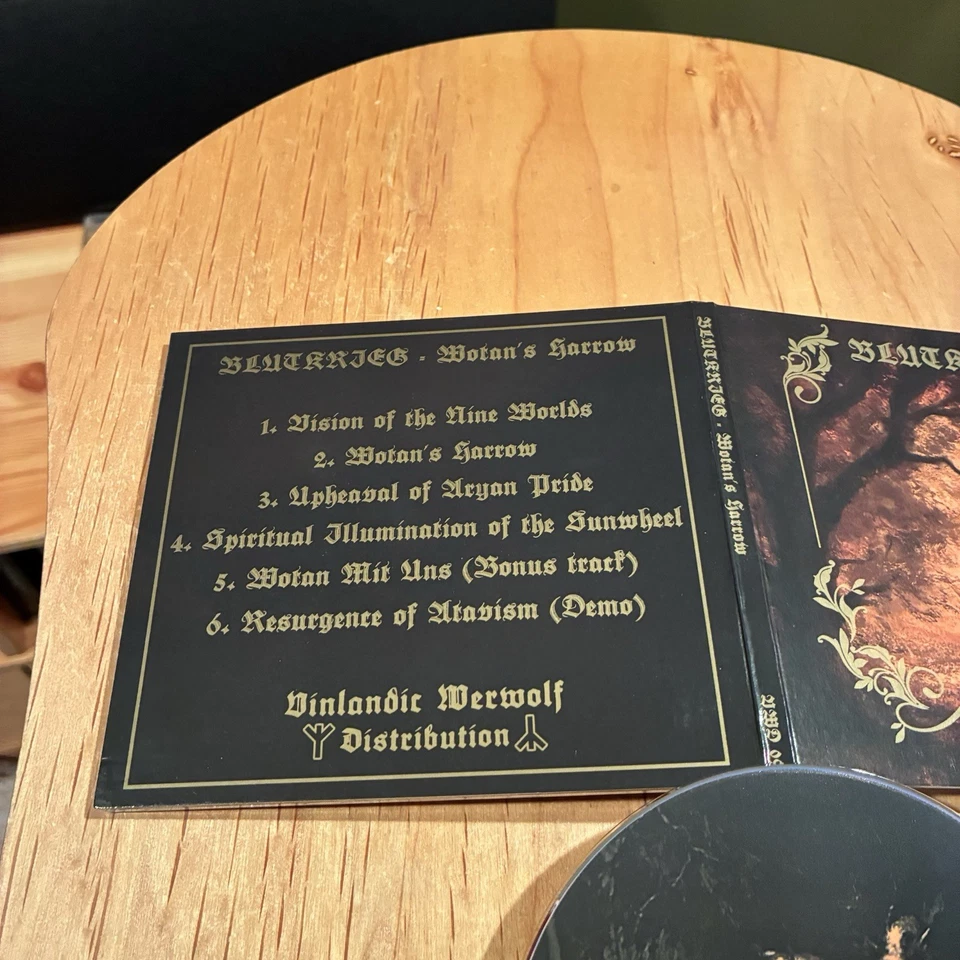 BLUTKRIEG - Wotan's Harrow
1. Vision of the Nine Worlds
2. Wotan's Harrow
3. Upheaval of Aryan Pride
4. Spiritual Illumination of the Sunwheel
5. Wotan Mit Uns (Bonus track)
6. Resurgence of Atavism (Demo)
Vinlandic Werwolf
Distribution
BLUTKRIEG - Wotan's Harrow